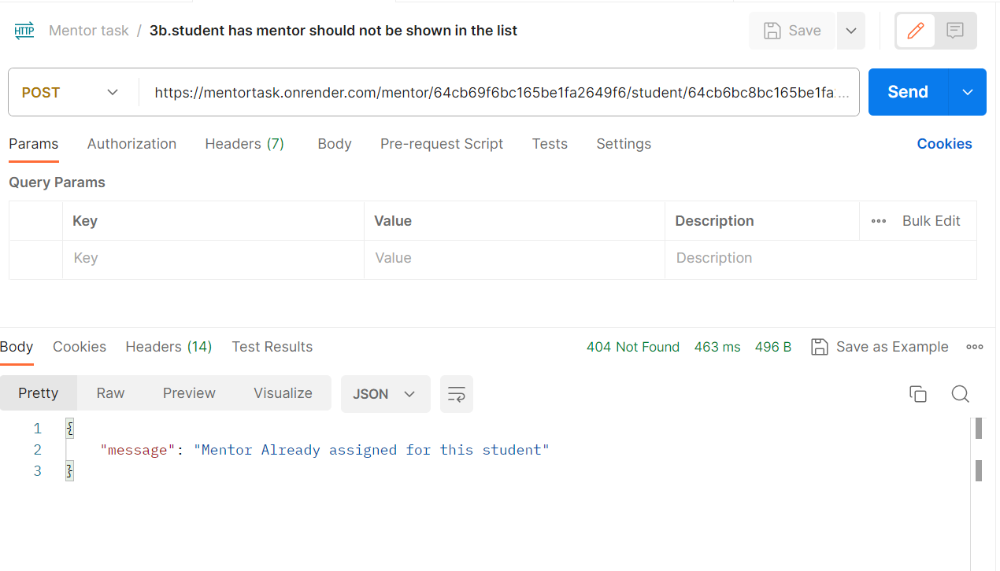 HTTP Mentor task / 3b.student has mentor should not be shown in the list Save
POST https://mentortask.onrender.com/mentor/64cb69f6bc165be1fa2649f6/student/64cb6bc8bc165be1fa... Send
Params Authorization Headers (7) Body Pre-request Script Tests Settings Cookies
Query Params
Key Value Description ••• Bulk Edit
Key Value Description
Body Cookies Headers (14) Test Results 404 Not Found 463 ms 496 B Save as Example
Pretty Raw Preview Visualize JSON
1 {
2 "message": "Mentor Already assigned for this student"
3 }